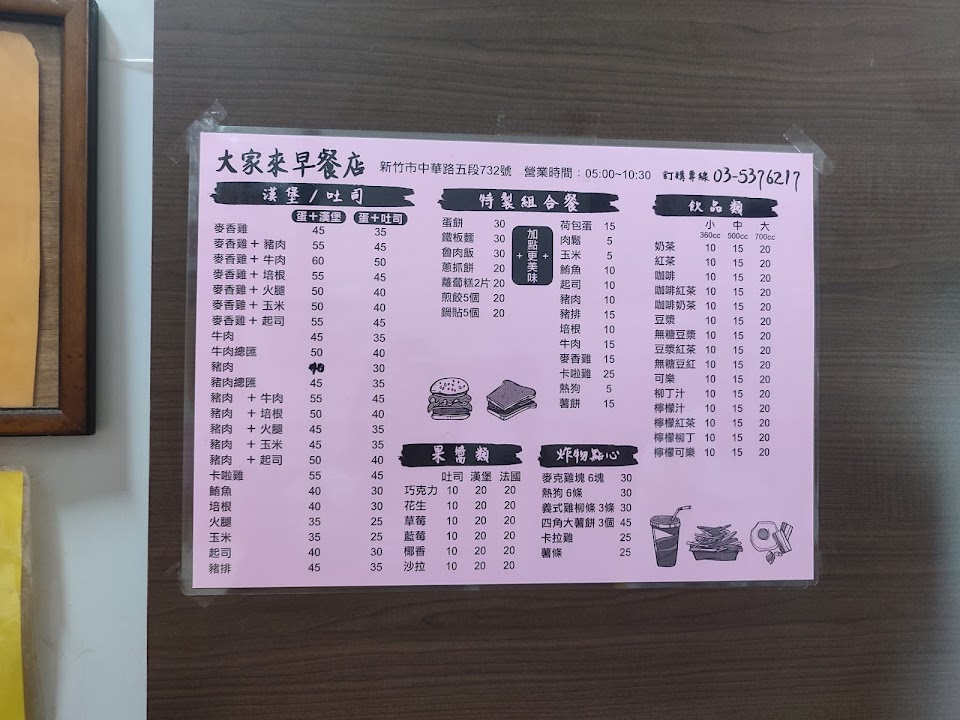 大家來早餐店 新竹市中華路五段732號 營業時間：05:00~10:30 訂購專線 03-5376217
漢堡/吐司
蛋+漢堡 蛋+吐司
麥香雞 45 35
麥香雞+豬肉 55 45
麥香雞+牛肉 60 50
麥香雞+培根 55 45
麥香雞+火腿 50 40
麥香雞+玉米 50 40
麥香雞+起司 55 45
牛肉 45 35
牛肉總匯 50 40
豬肉 40 30
豬肉總匯 45 35
豬肉 +牛肉 55 45
豬肉 +培根 50 40
豬肉 +火腿 45 35
豬肉 +玉米 45 35
豬肉 +起司 50 40
卡啦雞 55 45
鮪魚 40 30
培根 40 30
火腿 35 25
玉米 35 25
起司 40 30
豬排 45 35
特製組合餐
蛋餅 30
鐵板麵 30
魯肉飯 30
蔥抓餅 20
蘿蔔糕2片 20
煎餃5個 20
鍋貼5個 20
+加點更美味+
荷包蛋 15
肉鬆 5
玉米 5
鮪魚 10
起司 10
豬肉 10
豬排 15
培根 10
牛肉 15
麥香雞 15
卡啦雞 25
熱狗 5
薯餅 15
果醬類
吐司 漢堡 法國
巧克力 10 20 20
花生 10 20 20
草莓 10 20 20
藍莓 10 20 20
椰香 10 20 20
沙拉 10 20 20
炸物點心
麥克雞塊 6塊 30
熱狗 6條 30
義式雞柳條 3條 30
四角大薯餅 3個 45
卡拉雞 25
薯條 25
飲品類
小 中 大
360cc 500cc 700cc
奶茶 10 15 20
紅茶 10 15 20
咖啡 10 15 20
咖啡紅茶 10 15 20
咖啡奶茶 10 15 20
豆漿 10 15 20
無糖豆漿 10 15 20
豆漿紅茶 10 15 20
無糖豆紅 10 15 20
可樂 10 15 20
柳丁汁 10 15 20
檸檬汁 10 15 20
檸檬紅茶 10 15 20
檸檬柳丁 10 15 20
檸檬可樂 10 15 20